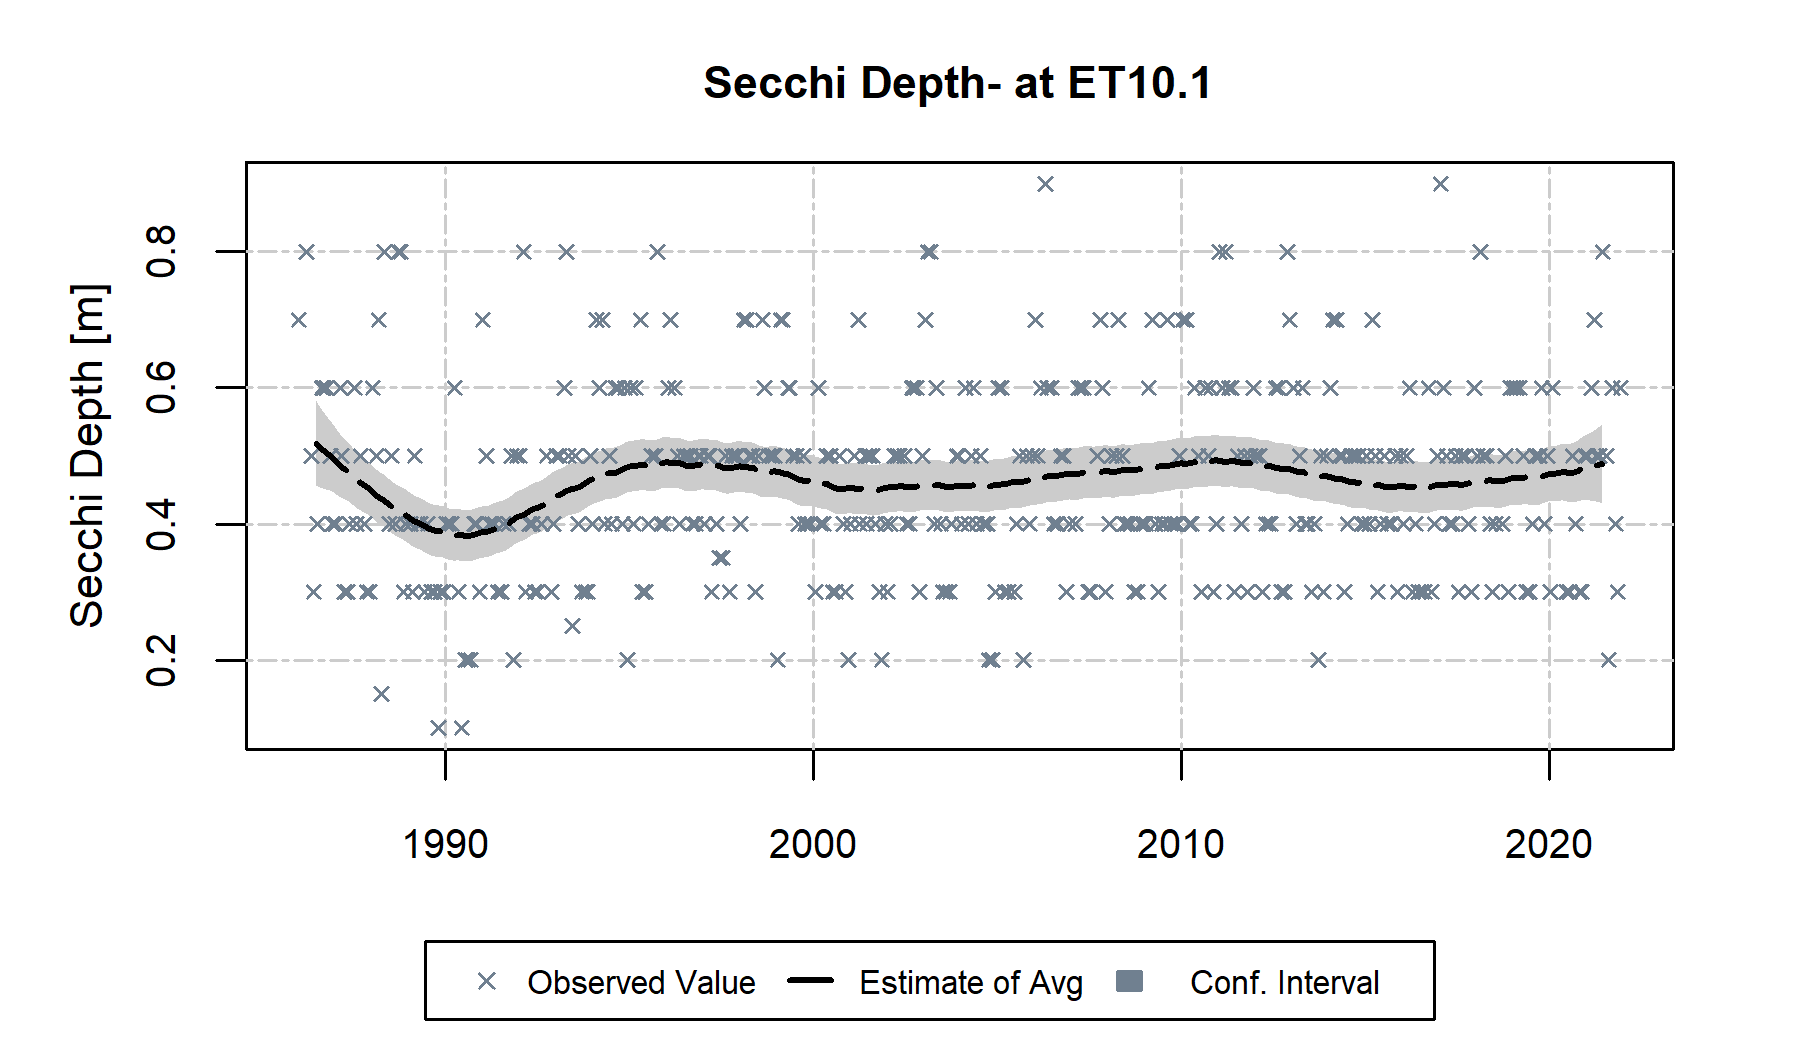 Secchi Depth- at ET10.1
Secchi Depth [m]
0.8
0.6
0.4
0.2
1990 2000 2010 2020
Observed Value Estimate of Avg Conf. Interval